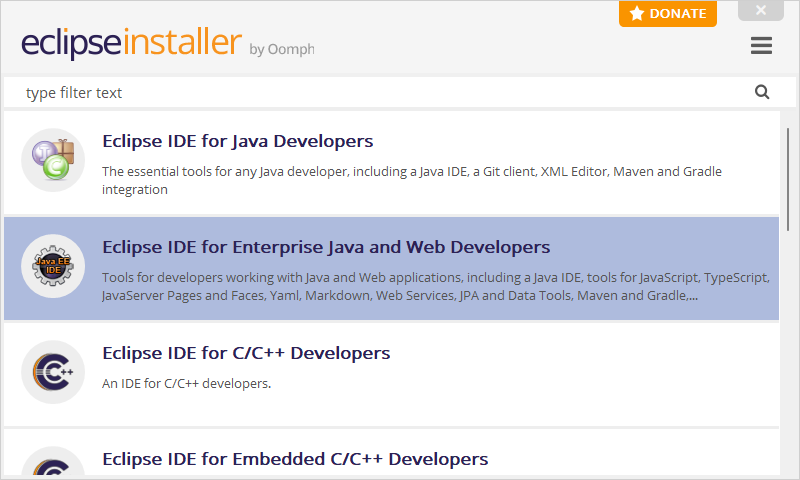 DONATE
eclipseinstaller by Oomph
type filter text
Eclipse IDE for Java Developers
The essential tools for any Java developer, including a Java IDE, a Git client, XML Editor, Maven and Gradle
integration
Java EE
IDE
Eclipse IDE for Enterprise Java and Web Developers
Tools for developers working with Java and Web applications, including a Java IDE, tools for JavaScript, TypeScript,
JavaServer Pages and Faces, Yaml, Markdown, Web Services, JPA and Data Tools, Maven and Gradle,...
C++
Eclipse IDE for C/C++ Developers
An IDE for C/C++ developers.
C++
Eclipse IDE for Embedded C/C++ Developers